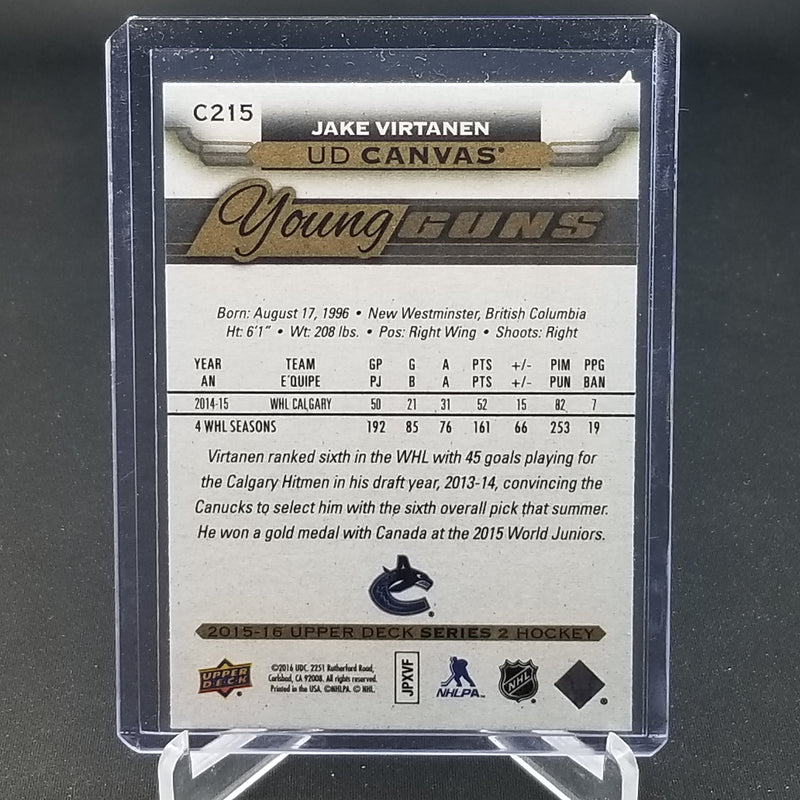 C215
JAKE VIRTANEN
UD CANVAS®
Young GUNS
Born: August 17, 1996 • New Westminster, British Columbia
Ht: 6'1" • Wt: 208 lbs. • Pos: Right Wing • Shoots: Right
YEAR TEAM GP G A PTS +/- PIM PPG
AN E'QUIPE PJ B A PTS +/- PUN BAN
2014-15 WHL CALGARY 50 21 31 52 15 82 7
4 WHL SEASONS 192 85 76 161 66 253 19
Virtanen ranked sixth in the WHL with 45 goals playing for
the Calgary Hitmen in his draft year, 2013-14, convincing the
Canucks to select him with the sixth overall pick that summer.
He won a gold medal with Canada at the 2015 World Juniors.
2015-16 UPPER DECK SERIES 2 HOCKEY
UPPER DECK
©2016 UDC. 2251 Rutherford Road,
Carlsbad, CA 92008. All rights reserved.
Printed in the USA. ©NHLPA. © NHL.
JPXVF
NHLPA
NHL